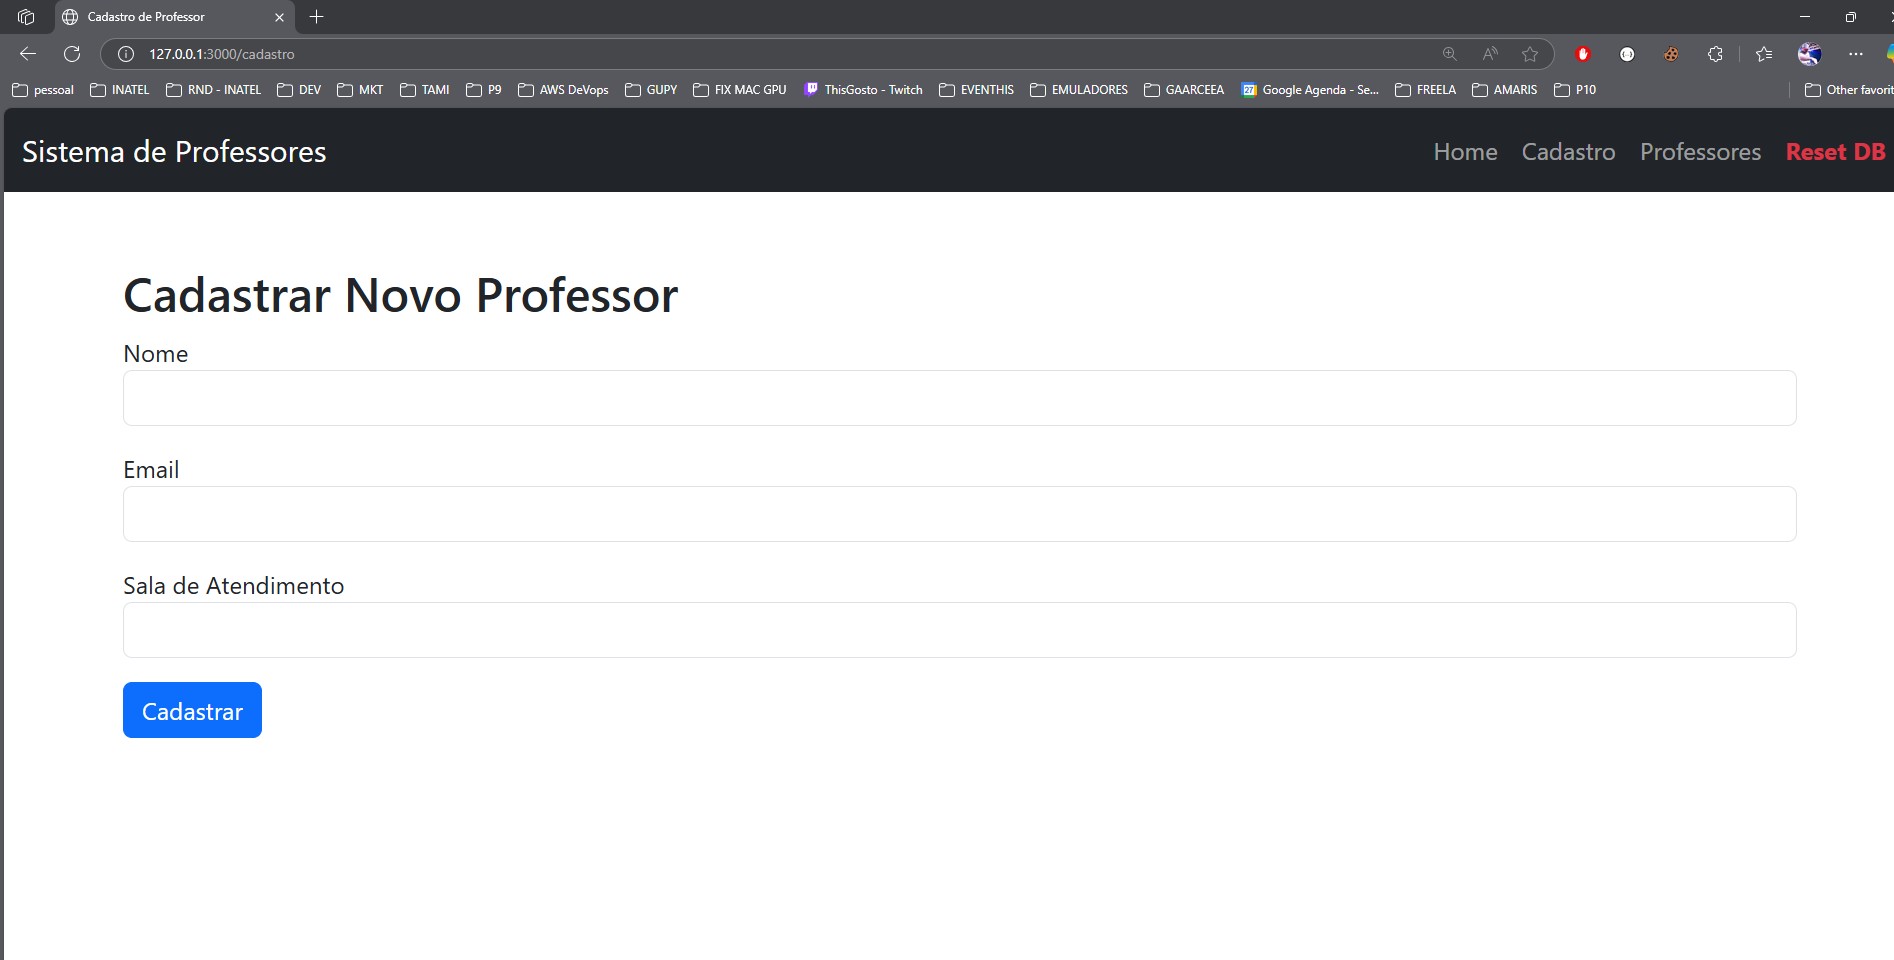 Cadastro de Professor
127.0.0.1:3000/cadastro
pessoal INATEL RND - INATEL DEV MKT TAMI P9 AWS DeVops GUPY FIX MAC GPU ThisGosto - Twitch EVENTHIS EMULADORES GAARCEEA 27 Google Agenda - Se... FREELA AMARIS P10 Other favorit
Sistema de Professores Home Cadastro Professores Reset DB
Cadastrar Novo Professor
Nome
Email
Sala de Atendimento
Cadastrar